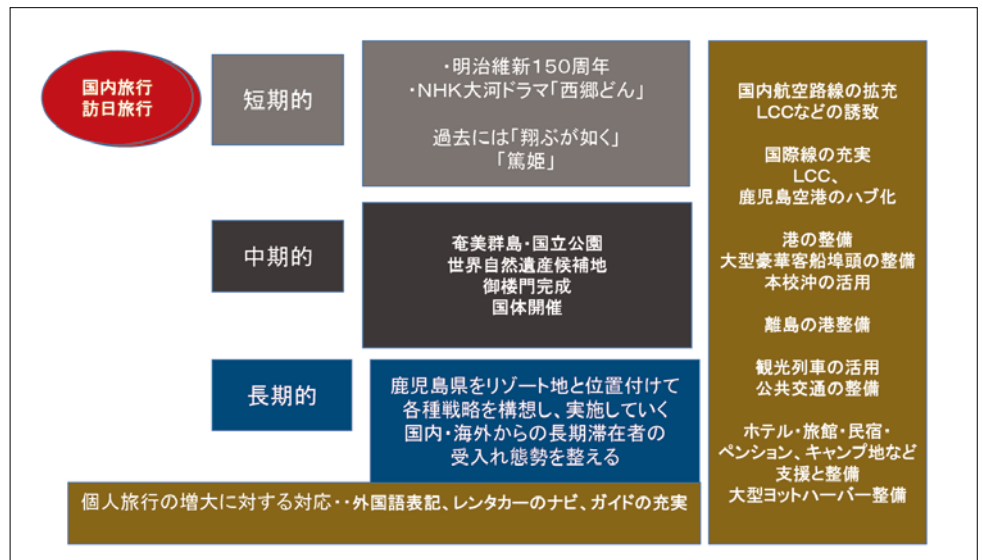 国内旅行
訪日旅行
短期的
・明治維新150周年
・NHK大河ドラマ「西郷どん」
過去には「翔ぶが如く」
「篤姫」
中期的
奄美群島・国立公園
世界自然遺産候補地
御楼門完成
国体開催
長期的
鹿児島県をリゾート地と位置付けて
各種戦略を構想し、実施していく
国内・海外からの長期滞在者の
受入れ態勢を整える
個人旅行の増大に対する対応‥外国語表記、レンタカーのナビ、ガイドの充実
国内航空路線の拡充
LCCなどの誘致
国際線の充実
LCC、
鹿児島空港のハブ化
港の整備
大型豪華客船埠頭の整備
本校沖の活用
離島の港整備
観光列車の活用
公共交通の整備
ホテル・旅館・民宿・
ペンション、キャンプ地など
支援と整備
大型ヨットハーバー整備